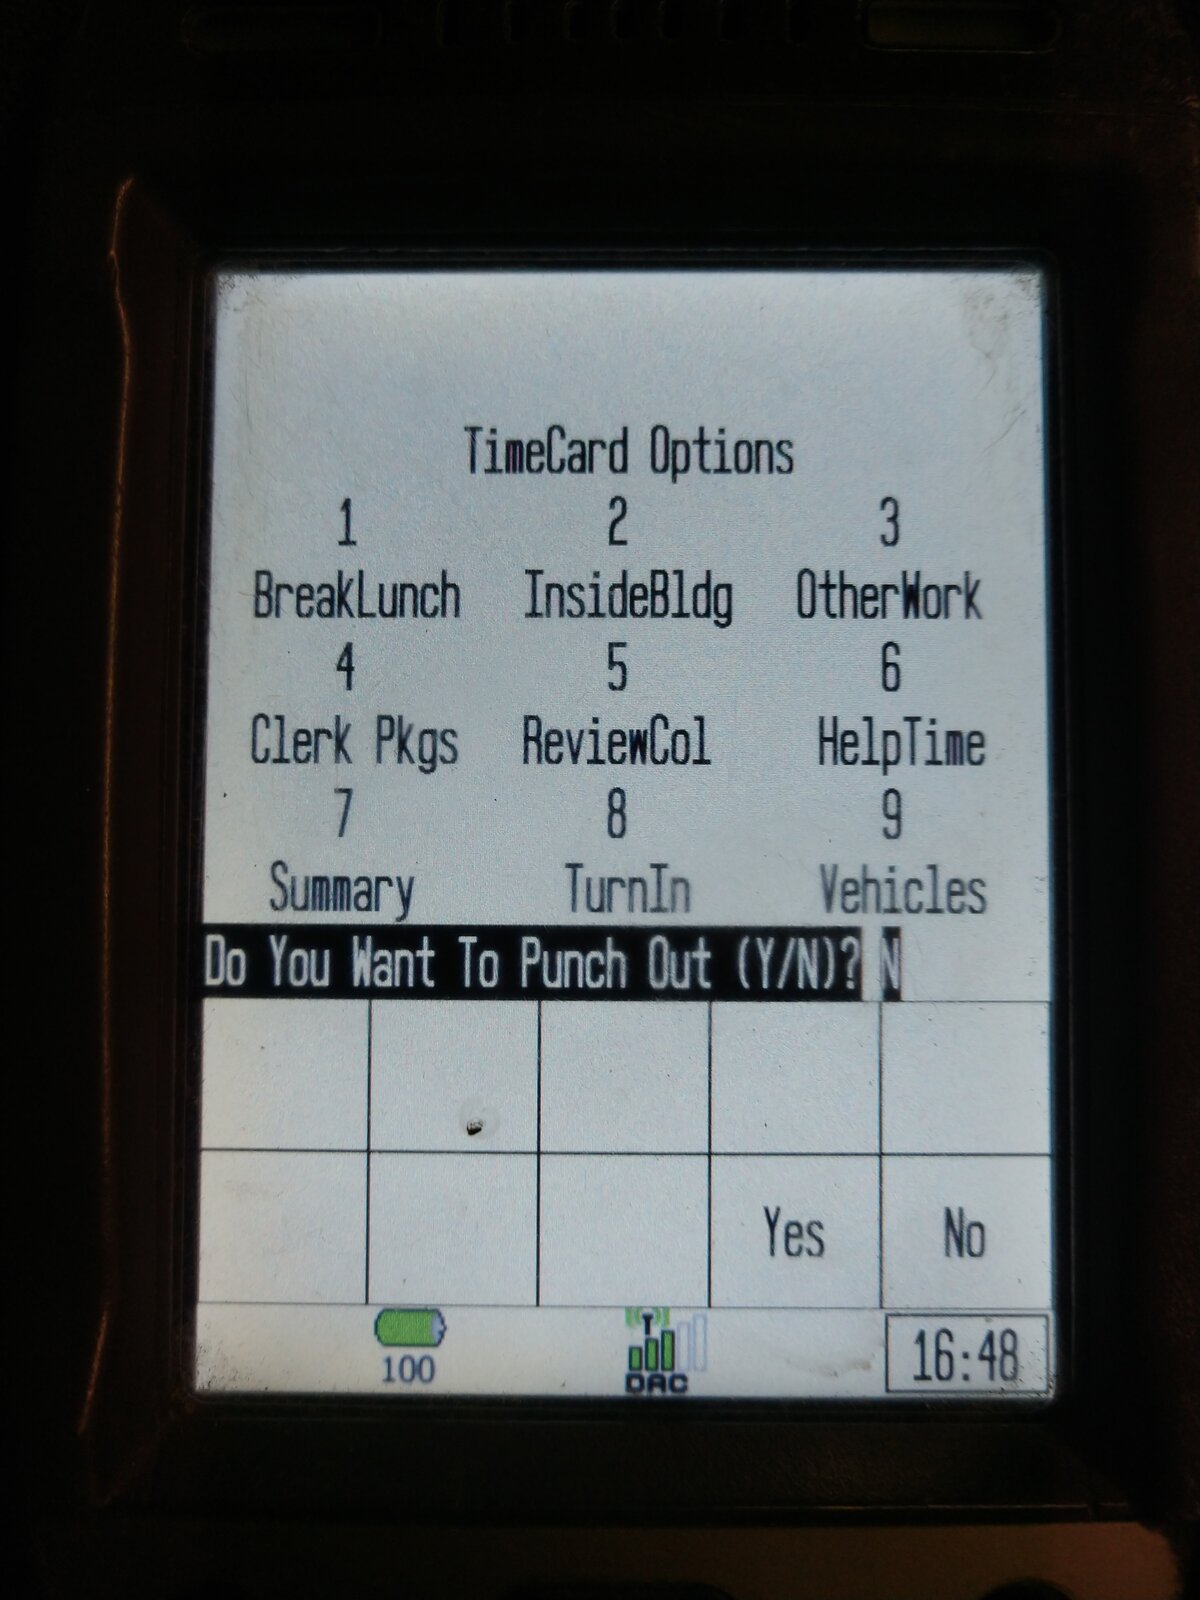 TimeCard Options
1 2 3
BreakLunch InsideBldg OtherWork
4 5 6
Clerk Pkgs ReviewCol HelpTime
7 8 9
Summary TurnIn Vehicles
Do You Want To Punch Out (Y/N)? N
Yes No
100 DAC 16:48